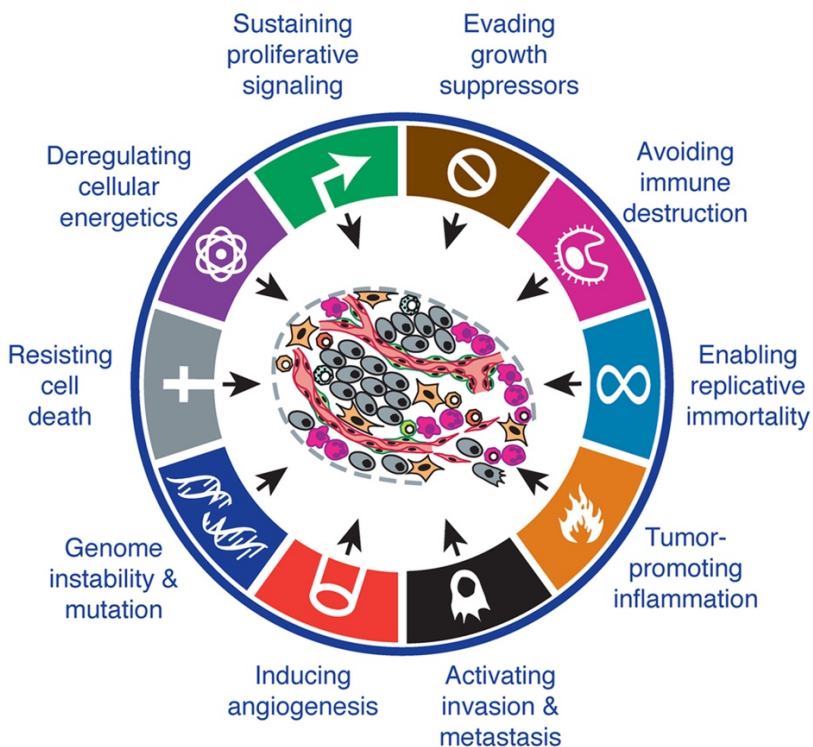 Sustaining
proliferative
signaling
Evading
growth
suppressors
Deregulating
cellular
energetics
Avoiding
immune
destruction
Resisting
cell
death
Enabling
replicative
immortality
Genome
instability &
mutation
Tumor-
promoting
inflammation
Inducing
angiogenesis
Activating
invasion &
metastasis